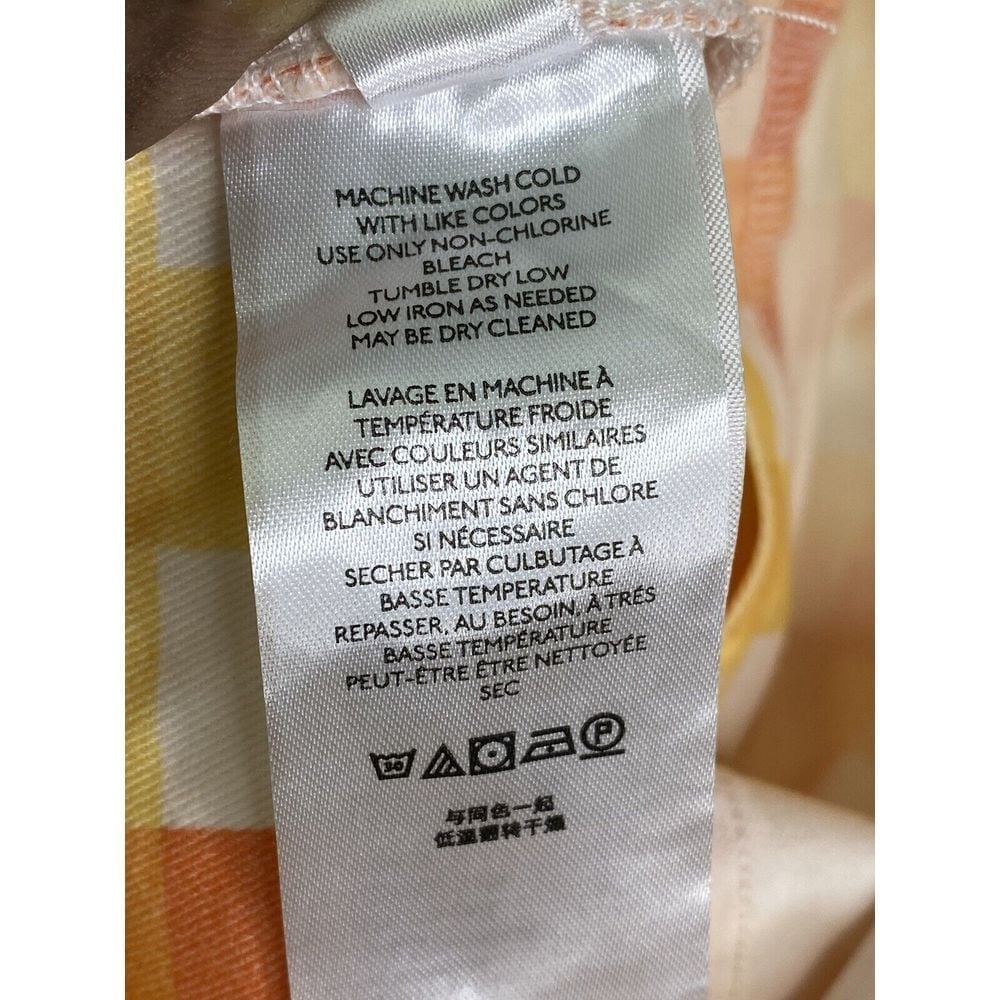 MACHINE WASH COLD
WITH LIKE COLORS
USE ONLY NON-CHLORINE
BLEACH
TUMBLE DRY LOW
LOW IRON AS NEEDED
MAY BE DRY CLEANED
LAVAGE EN MACHINE À
TEMPÉRATURE FROIDE
AVEC COULEURS SIMILAIRES
UTILISER UN AGENT DE
BLANCHIMENT SANS CHLORE
SI NÉCESSAIRE
SECHER PAR CULBUTAGE À
BASSE TEMPERATURE
REPASSER, AU BESOIN, À TRÉS
BASSE TEMPÉRATURE
PEUT-ÊTRE ÊTRE NETTOYÉE
SEC
30 P
与同色一起
低温翻转干燥